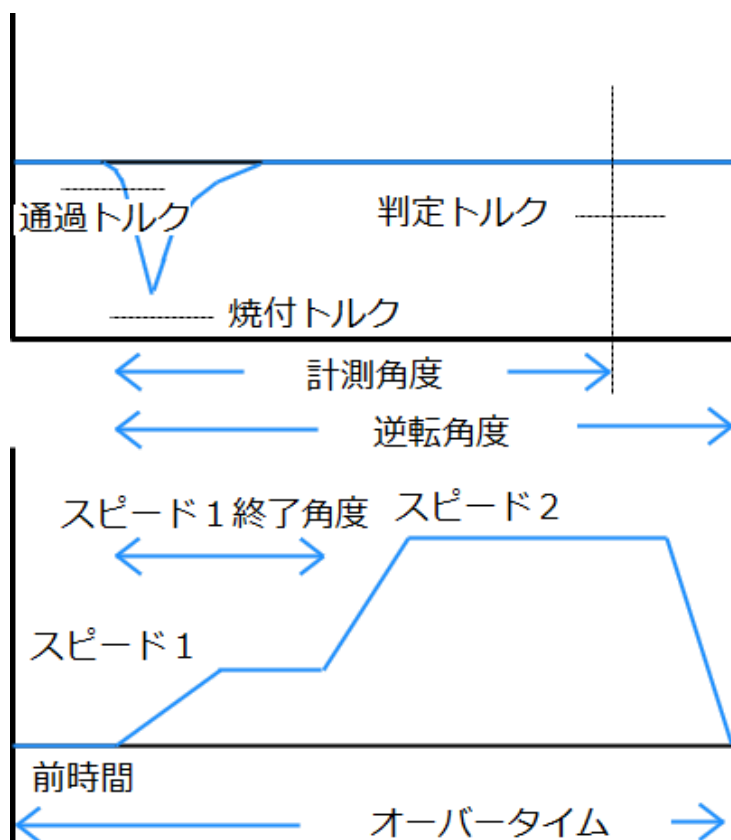 通過トルク
判定トルク
焼付トルク
計測角度
逆転角度
スピード１終了角度
スピード２
スピード１
前時間
オーバータイム